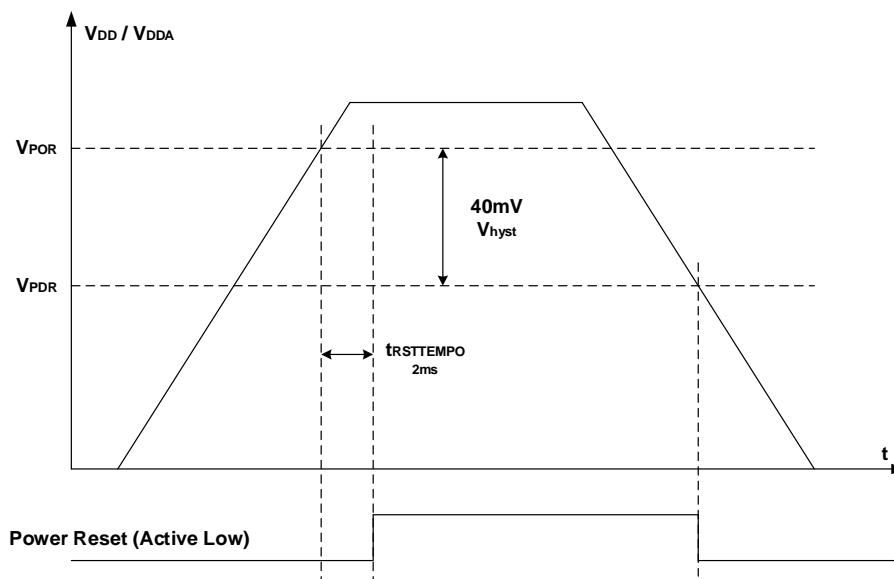 VDD / VDDA
VPOR
40mV
Vhyst
VPDR
tRSTTEMPO
2ms
t
Power Reset (Active Low)